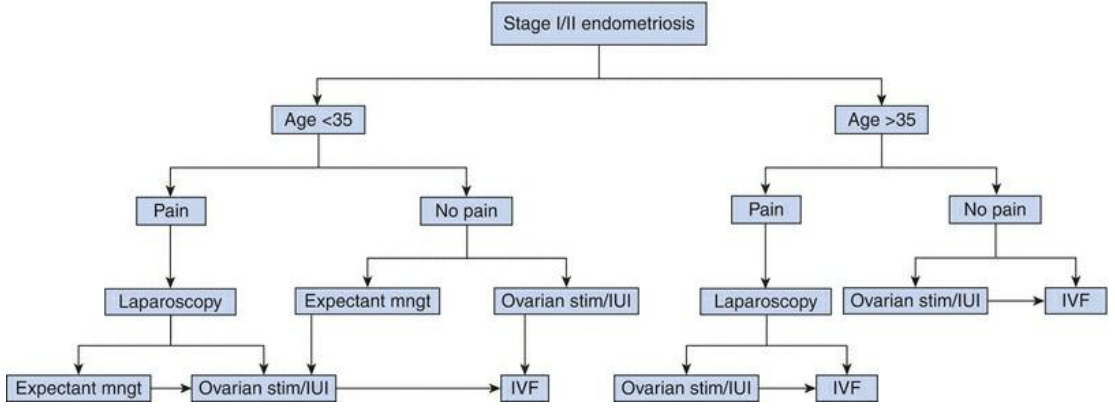 Stage I/II endometriosis
Age <35
Age >35
Pain
No pain
Pain
No pain
Laparoscopy
Expectant mngt
Ovarian stim/IUI
Laparoscopy
Ovarian stim/IUI
IVF
Expectant mngt
Ovarian stim/IUI
IVF
Ovarian stim/IUI
IVF